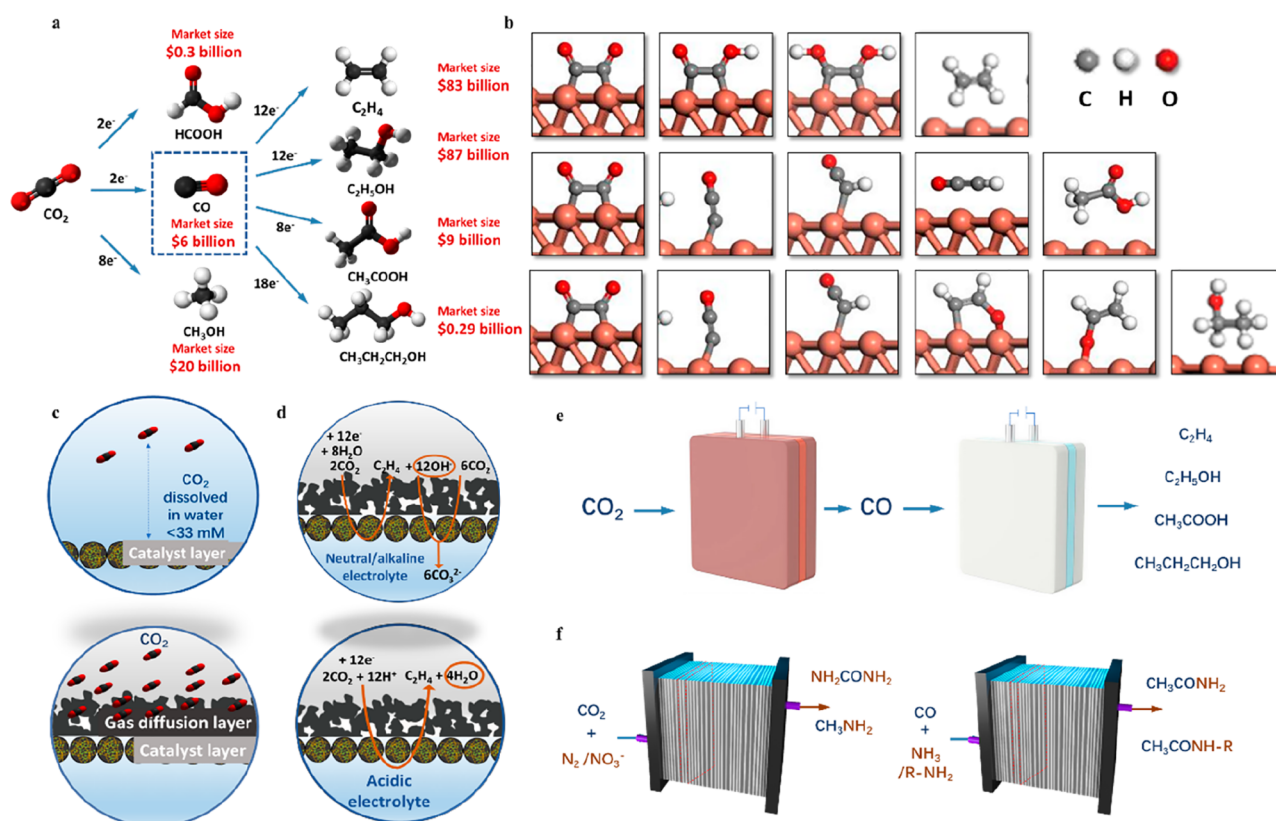 a
Market size
$0.3 billion
2e-
HCOOH
CO2
2e-
CO
Market size
$6 billion
8e-
CH3OH
Market size
$20 billion
12e-
C2H4
Market size
$83 billion
12e-
C2H5OH
Market size
$87 billion
8e-
CH3COOH
Market size
$9 billion
18e-
CH3CH2CH2OH
Market size
$0.29 billion
b
C H O
c
CO2
dissolved
in water
<33 mM
Catalyst layer
CO2
Gas diffusion layer
Catalyst layer
d
+ 12e-
+ 8H2O
2CO2 C2H4 + 12OH- 6CO2
Neutral/alkaline
electrolyte
6CO32-
+ 12e-
2CO2 + 12H+ C2H4 + 4H2O
Acidic
electrolyte
e
CO2
CO
C2H4
C2H5OH
CH3COOH
CH3CH2CH2OH
f
CO2
+
N2 /NO3-
NH2CONH2
CH3NH2
CO
+
NH3
/R-NH2
CH3CONH2
CH3CONH-R